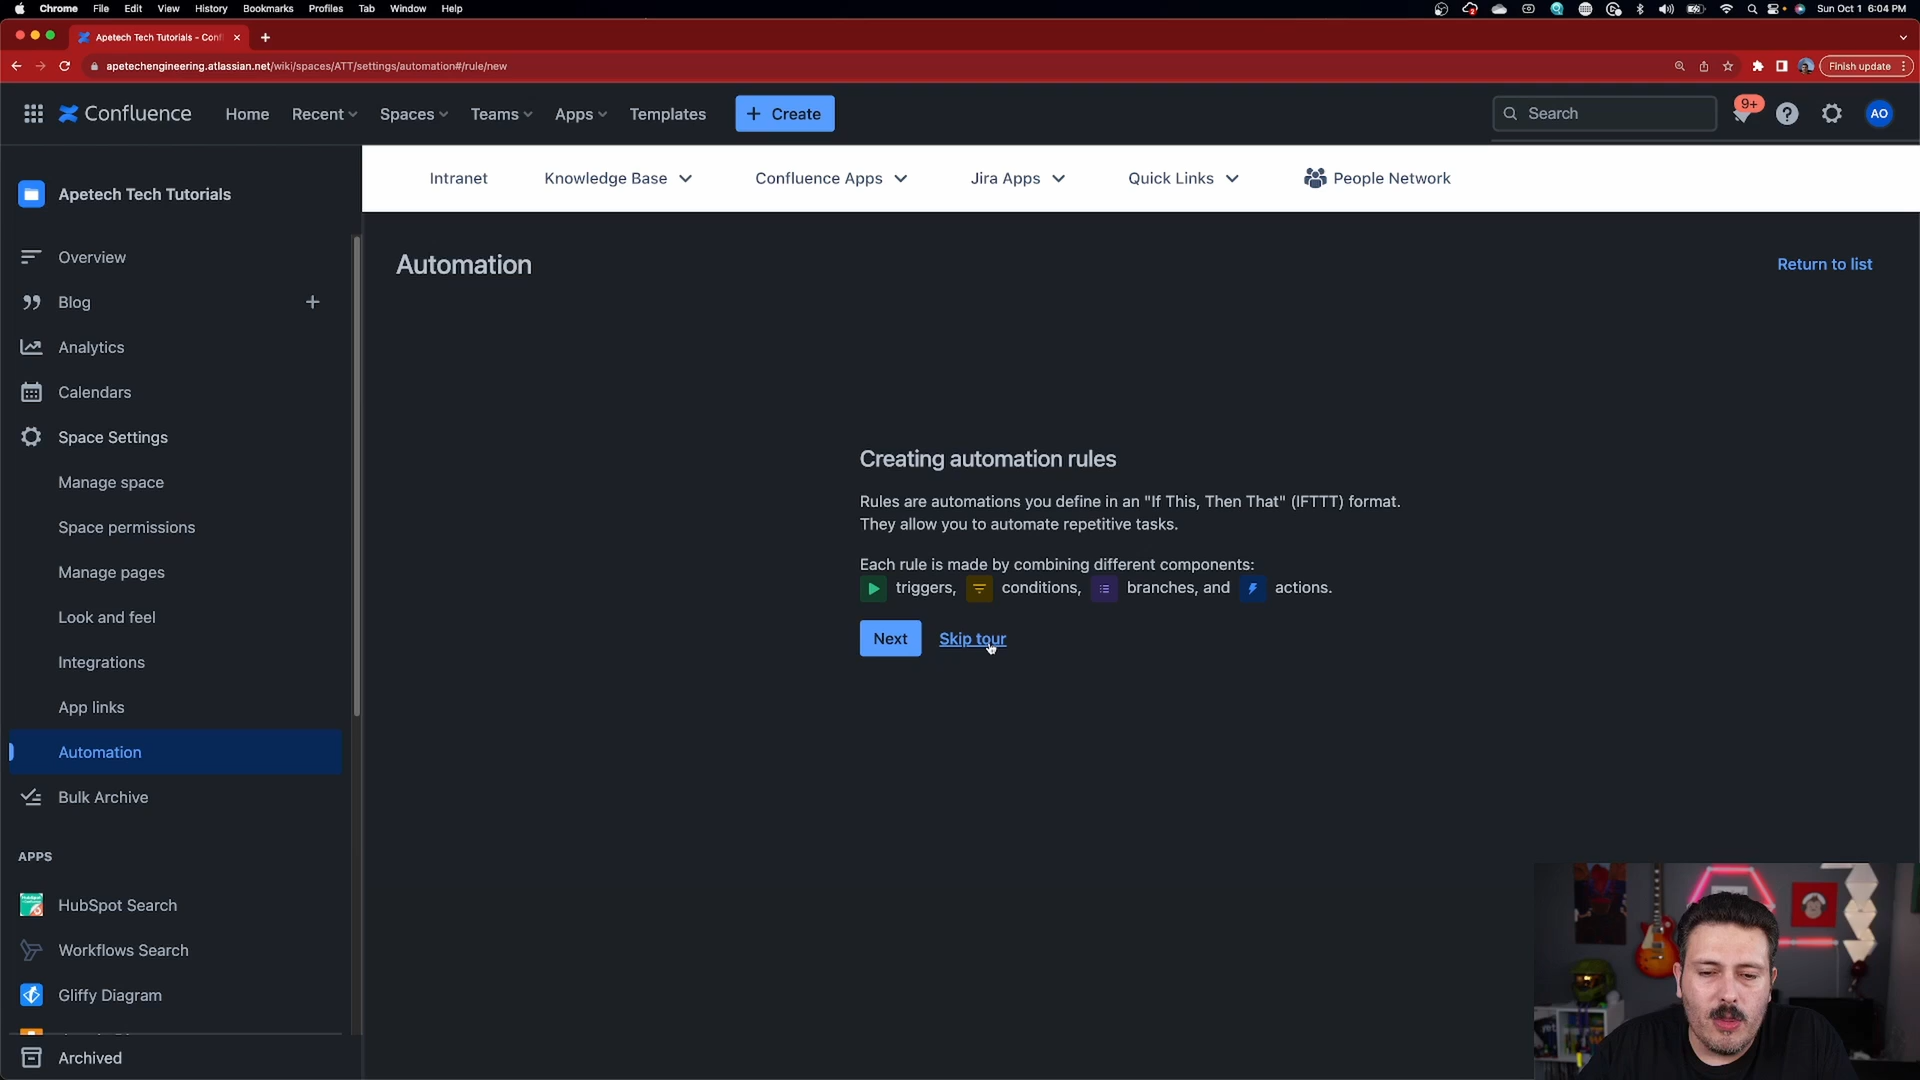 Chrome File Edit View History Bookmarks Profiles Tab Window Help
Sun Oct 1 6:04 PM
Apetech Tech Tutorials - Conf
apetechengineering.atlassian.net/wiki/spaces/ATT/settings/automation#/rule/new
Finish update
Confluence
Home Recent Spaces Teams Apps Templates
+ Create
Search
9+
AO
Apetech Tech Tutorials
Intranet Knowledge Base Confluence Apps Jira Apps Quick Links People Network
Overview
Blog
Analytics
Calendars
Space Settings
Manage space
Space permissions
Manage pages
Look and feel
Integrations
App links
Automation
Bulk Archive
APPS
HubSpot Search
Workflows Search
Gliffy Diagram
Archived
Automation
Return to list
Creating automation rules
Rules are automations you define in an "If This, Then That" (IFTTT) format.
They allow you to automate repetitive tasks.
Each rule is made by combining different components:
triggers, conditions, branches, and actions.
Next Skip tour